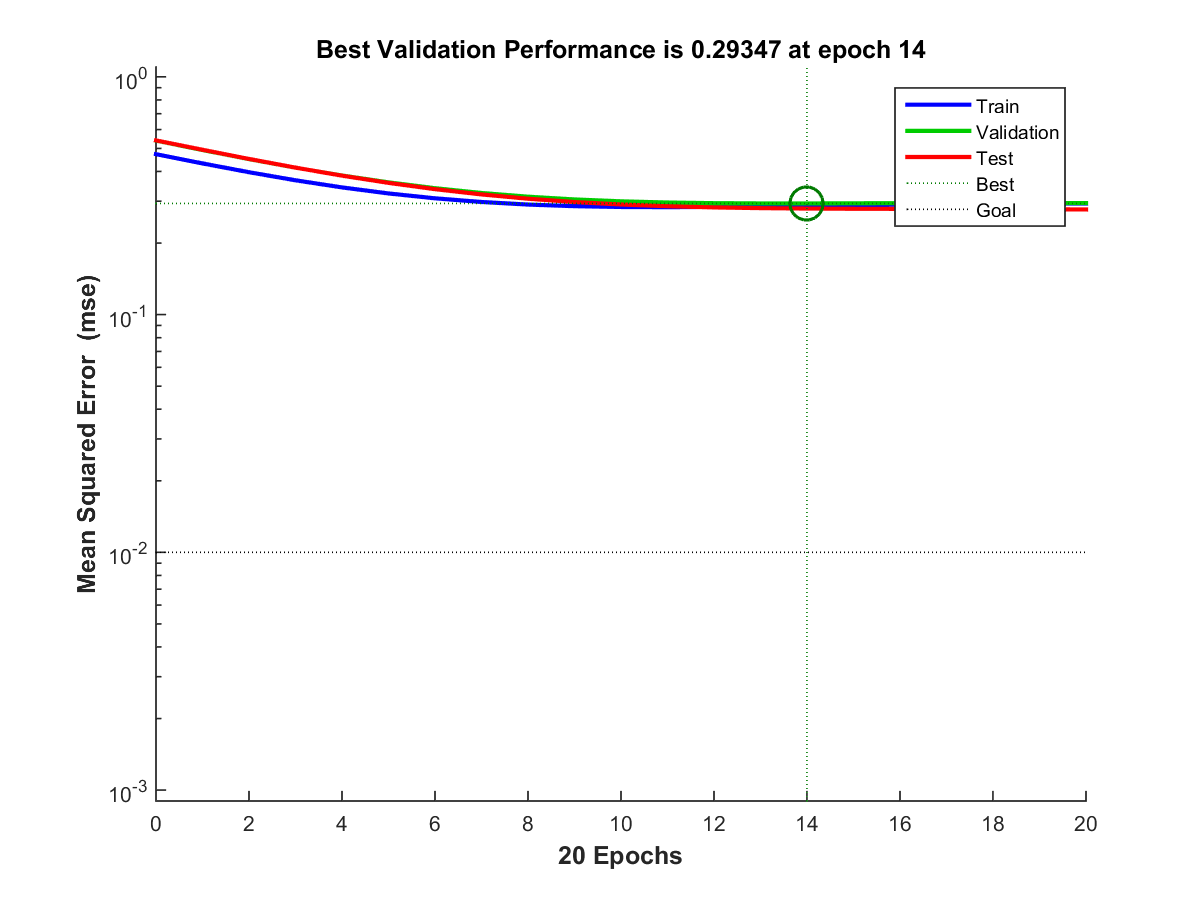 Best Validation Performance is 0.29347 at epoch 14
10^0
10^-1
10^-2
10^-3
Mean Squared Error (mse)
Train
Validation
Test
Best
Goal
0 2 4 6 8 10 12 14 16 18 20
20 Epochs